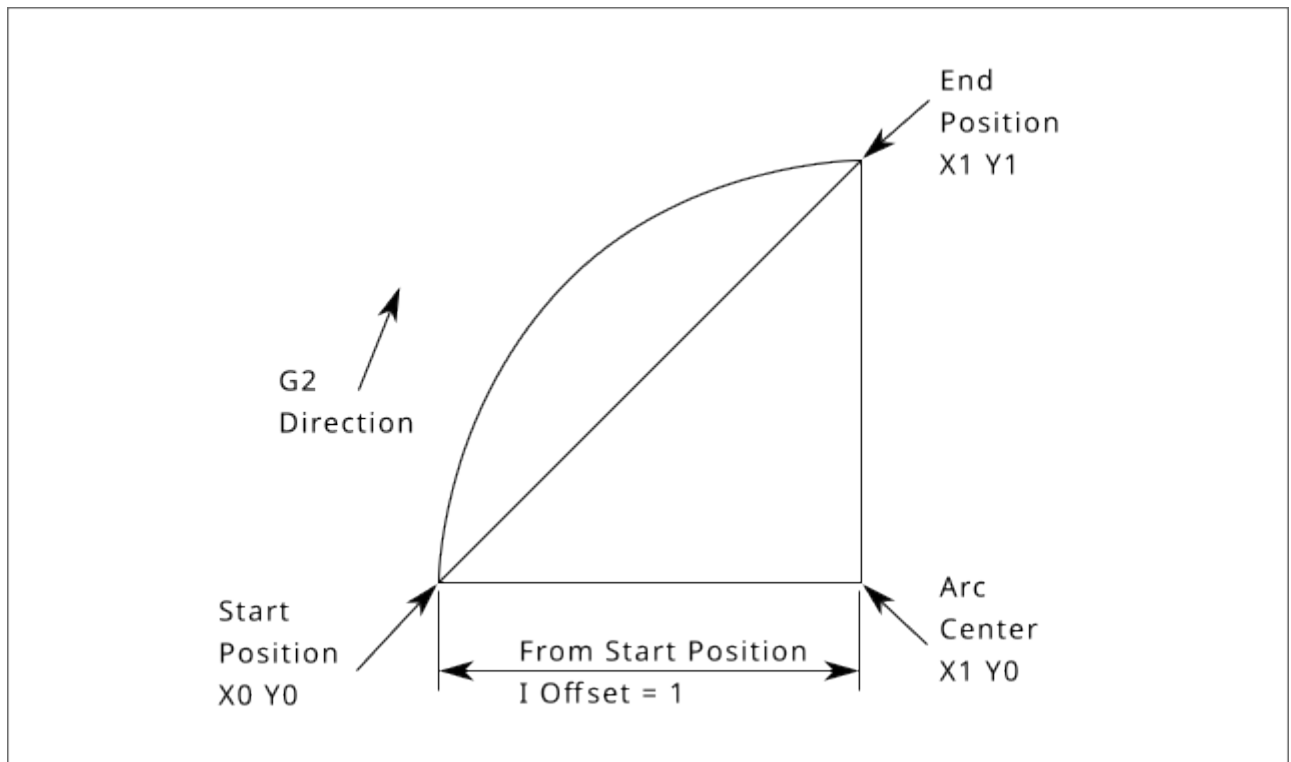 End
Position
X1 Y1
G2
Direction
Start
Position
X0 Y0
From Start Position
I Offset = 1
Arc
Center
X1 Y0